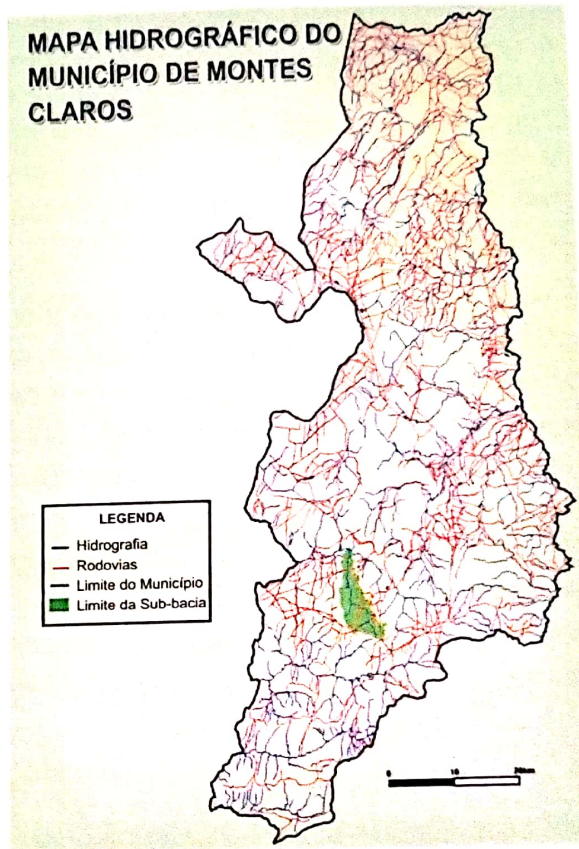 MAPA HIDROGRÁFICO DO
MUNICÍPIO DE MONTES
CLAROS
LEGENDA
Hidrografia
Rodovias
Limite do Município
Limite da Sub-bacia
0 10 20km